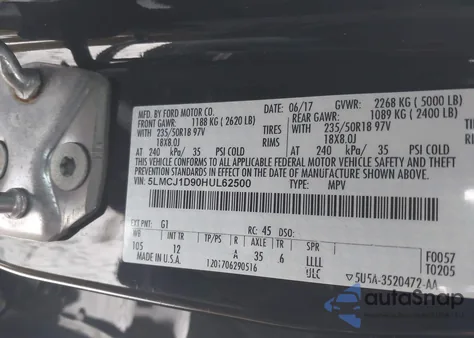 MFD. BY FORD MOTOR CO. DATE: 06/17 GVWR: 2268 KG (5000 LB)
FRONT GAWR: 1188 KG (2620 LB) REAR GAWR: 1089 KG (2400 LB)
WITH 235/50R18 97V TIRES WITH 235/50R18 97V
18X8.0J RIMS 18X8.0J
AT 240 kPa/ 35 PSI COLD AT 240 kPa/ 35 PSI COLD
THIS VEHICLE CONFORMS TO ALL APPLICABLE FEDERAL MOTOR VEHICLE SAFETY, BUMPER,
AND THEFT PREVENTION STANDARDS IN EFFECT ON THE DATE OF MANUFACTURE SHOWN ABOVE.
VIN: 5LMCJ1D90HUL62500 TYPE: MPV
EXT PNT: G1 RC: 45 DSO:
WB INT TR TP/PS R AXLE TR SPR
105 12 A 35 6 LLLL F0057
MADE IN U.S.A. 1201706290516 ULC T0205
5U5A-3520472-AA
autoSnap
Powered by CARS